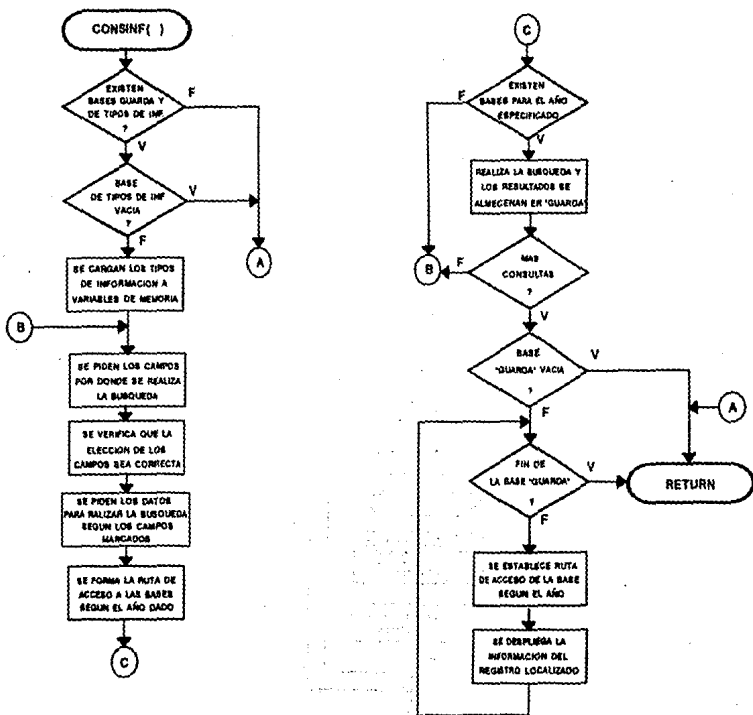 CONSINF( )
EXISTEN
BASES GUARDA Y
DE TIPOS DE INF.
?
F
V
BASE
DE TIPOS DE INF
VACIA
?
V
F
A
SE CARGAN LOS TIPOS
DE INFORMACION A
VARIABLES DE MEMORIA
B
SE PIDEN LOS CAMPOS
POR DONDE SE REALIZA
LA BUSQUEDA
SE VERIFICA QUE LA
ELECCION DE LOS
CAMPOS SEA CORRECTA
SE PIDEN LOS DATOS
PARA RALIZAR LA BUSQUEDA
SEGUN LOS CAMPOS
MARCADOS
SE FORMA LA RUTA DE
ACCESO A LAS BASES
SEGUN EL AÑO DADO
C
C
EXISTEN
BASES PARA EL AÑO
ESPECIFICADO
F
V
REALIZA LA BUSQUEDA Y
LOS RESULTADOS SE
ALMECENAN EN "GUARDA
MAS
CONSULTAS
?
F
B
V
BASE
"GUARDA" VACIA
?
V
F
A
FIN DE
LA BASE "GUARDA"
?
V
RETURN
F
SE ESTABLECE RUTA
DE ACCESO DE LA BASE
SEGUN EL AÑO
SE DESPLIEGA LA
INFORMACION DEL
REGISTRO LOCALIZADO